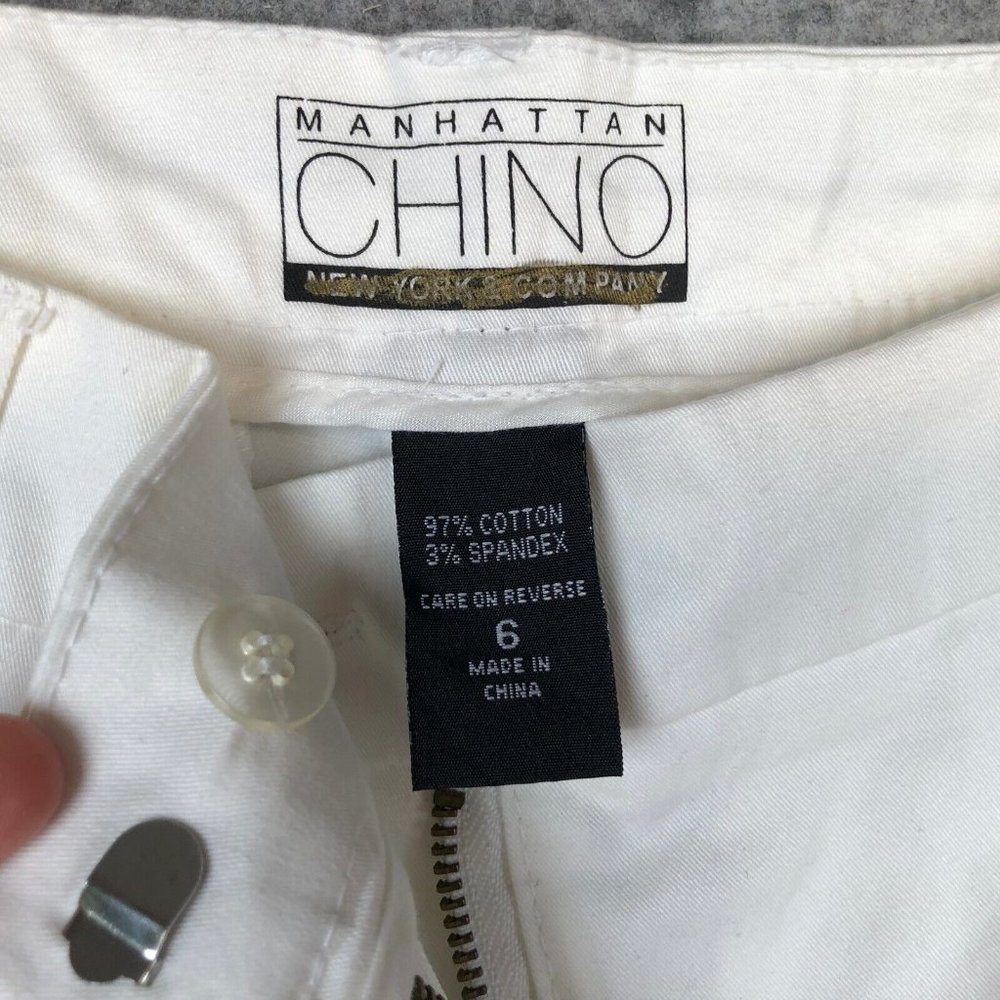 MANHATTAN
CHINO
NEW YORK & COMPANY
97% COTTON
3% SPANDEX
CARE ON REVERSE
6
MADE IN
CHINA